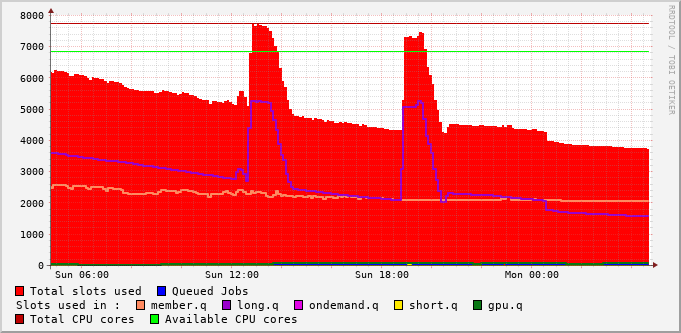 8000
7000
6000
5000
4000
3000
2000
1000
0
Sun 06:00 Sun 12:00 Sun 18:00 Mon 00:00
RRDTOOL / TOBI OETIKER
Total slots used Queued Jobs
Slots used in : member.q long.q ondemand.q short.q gpu.q
Total CPU cores Available CPU cores